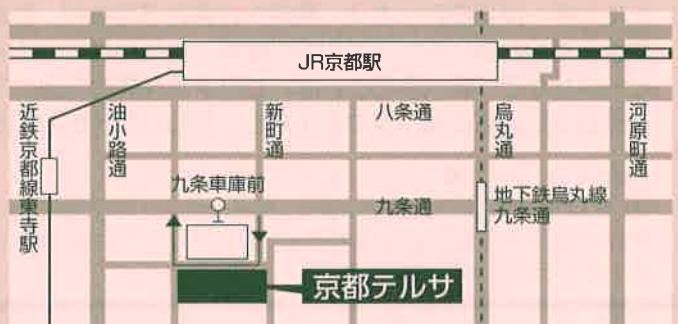 JR京都駅
近鉄京都線東寺駅
油小路通
新町通
八条通
烏丸通
河原町通
九条車庫前
九条通
地下鉄烏丸線
九条通
京都テルサ